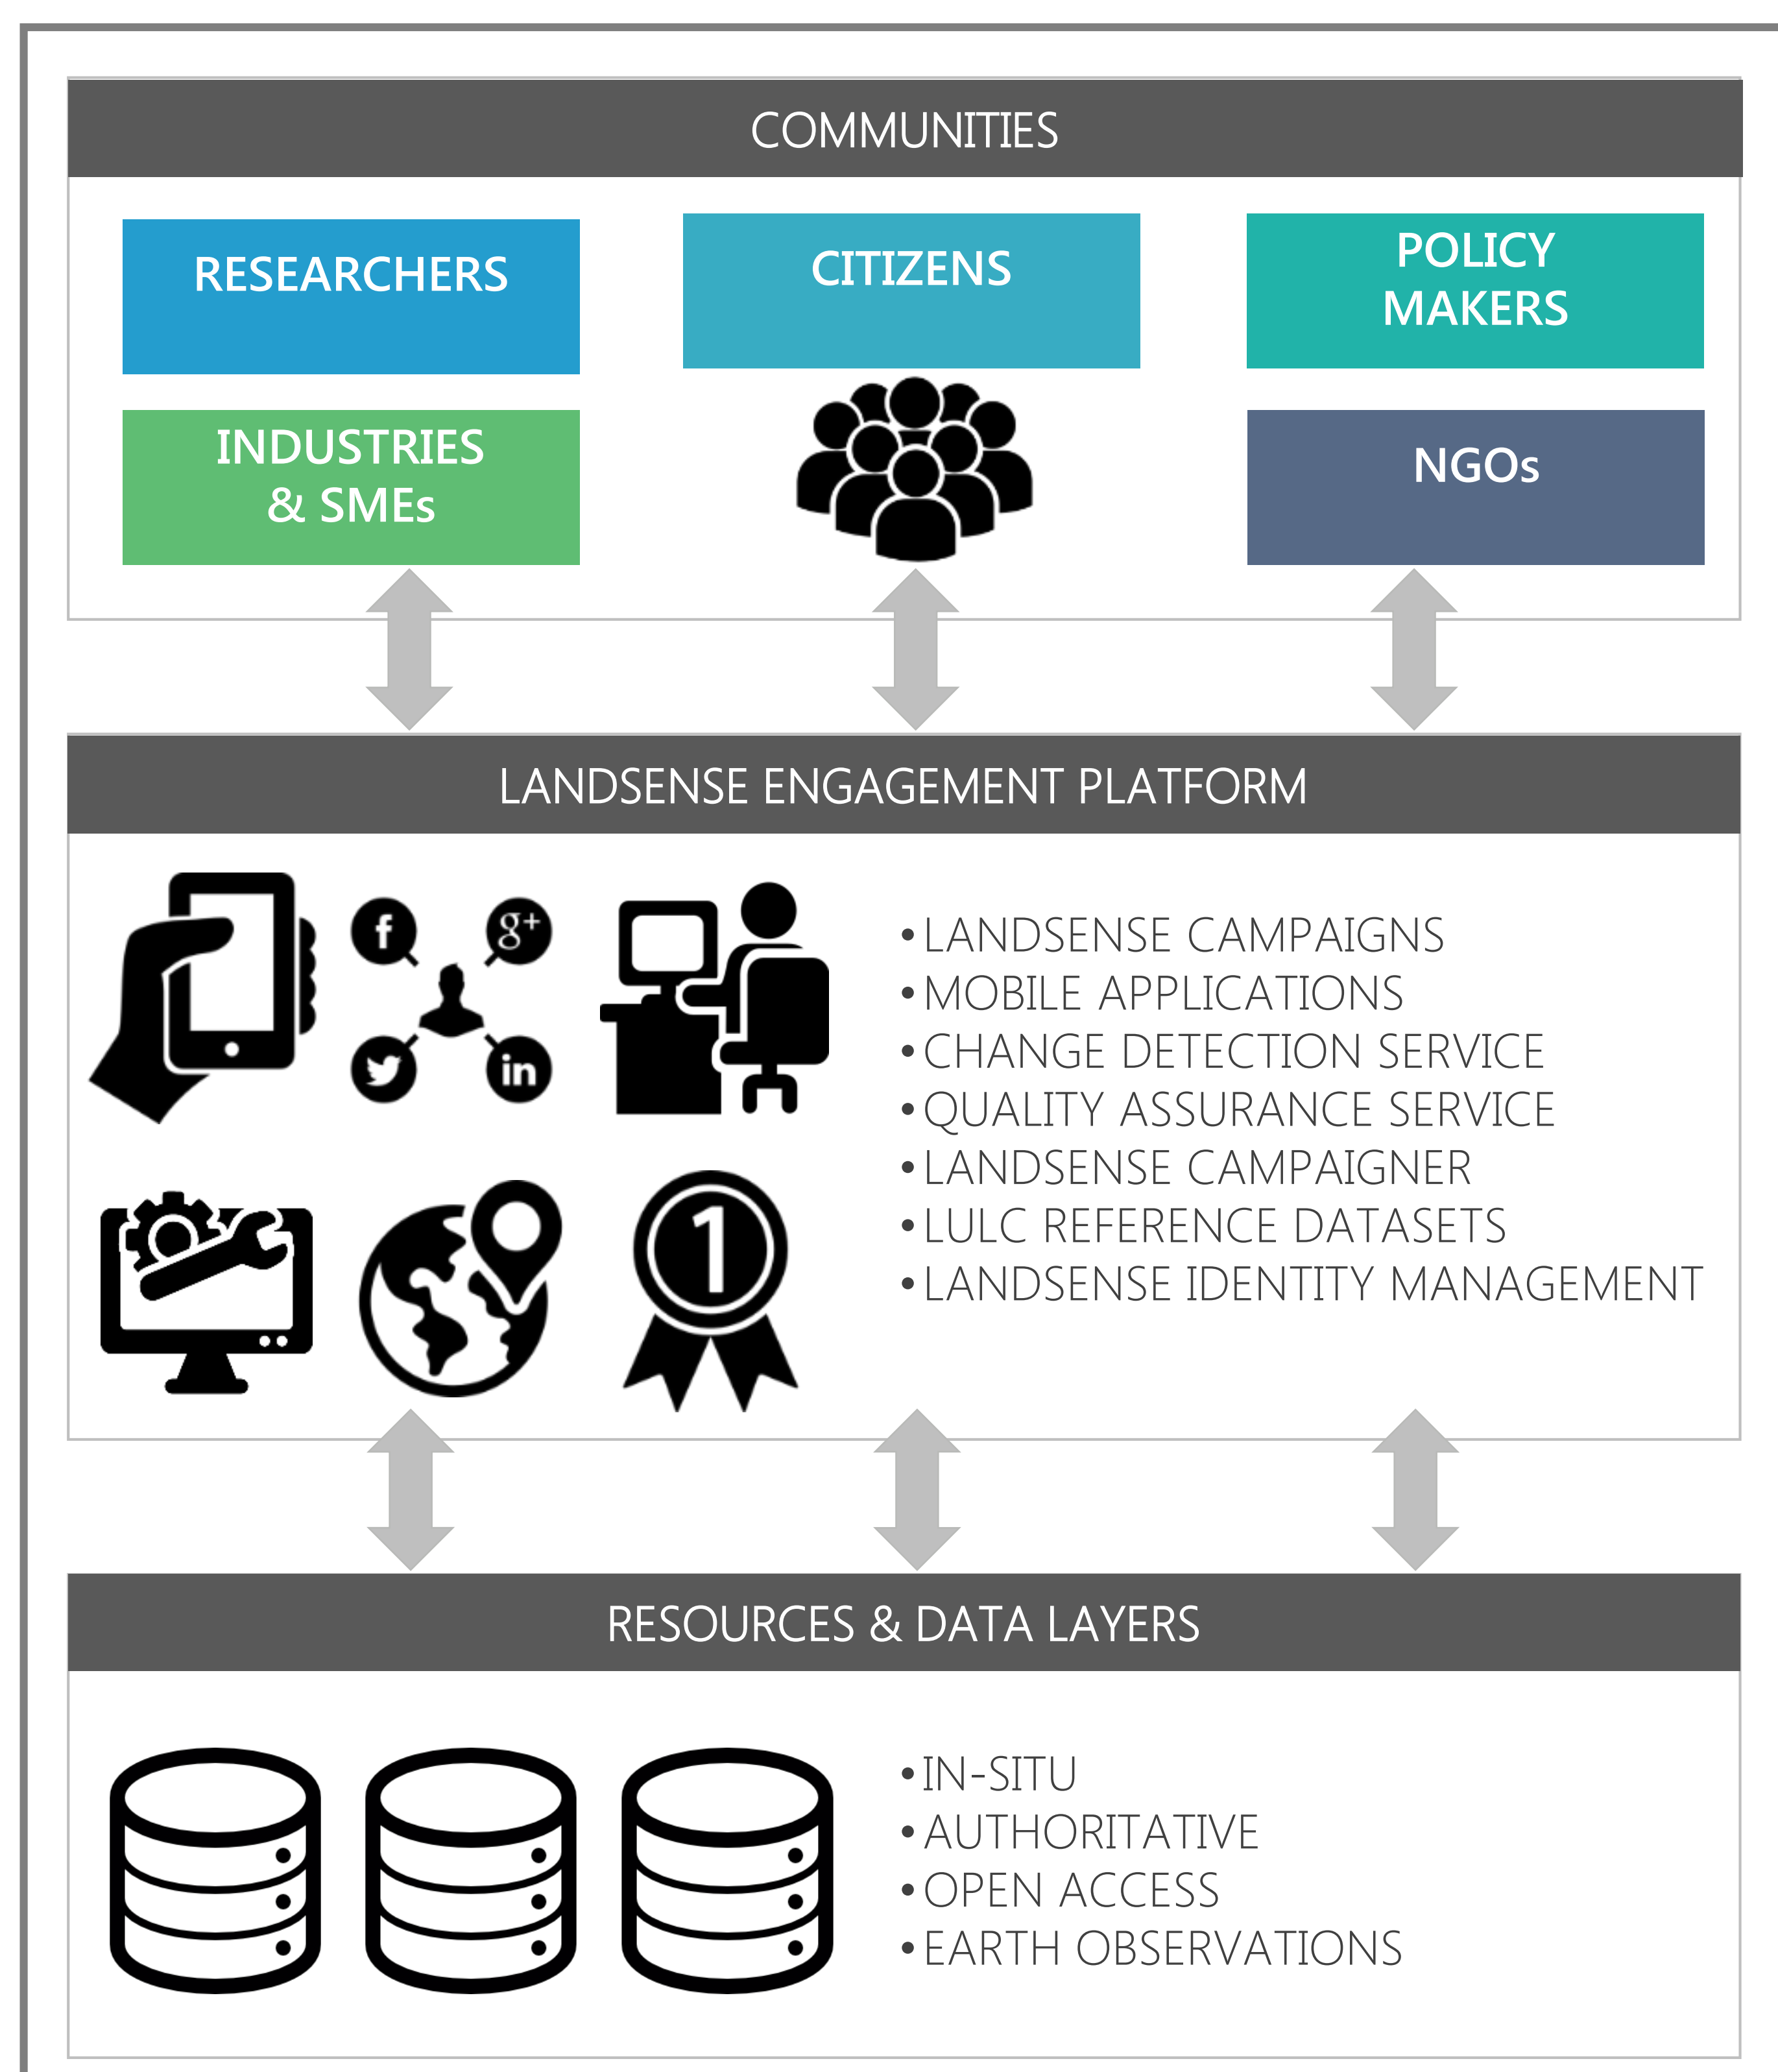 COMMUNITIES
RESEARCHERS
CITIZENS
POLICY
MAKERS
INDUSTRIES
& SMEs
NGOs
LANDSENSE ENGAGEMENT PLATFORM
f
g+
in
1
• LANDSENSE CAMPAIGNS
• MOBILE APPLICATIONS
• CHANGE DETECTION SERVICE
• QUALITY ASSURANCE SERVICE
• LANDSENSE CAMPAIGNER
• LULC REFERENCE DATASETS
• LANDSENSE IDENTITY MANAGEMENT
RESOURCES & DATA LAYERS
• IN-SITU
• AUTHORITATIVE
• OPEN ACCESS
• EARTH OBSERVATIONS